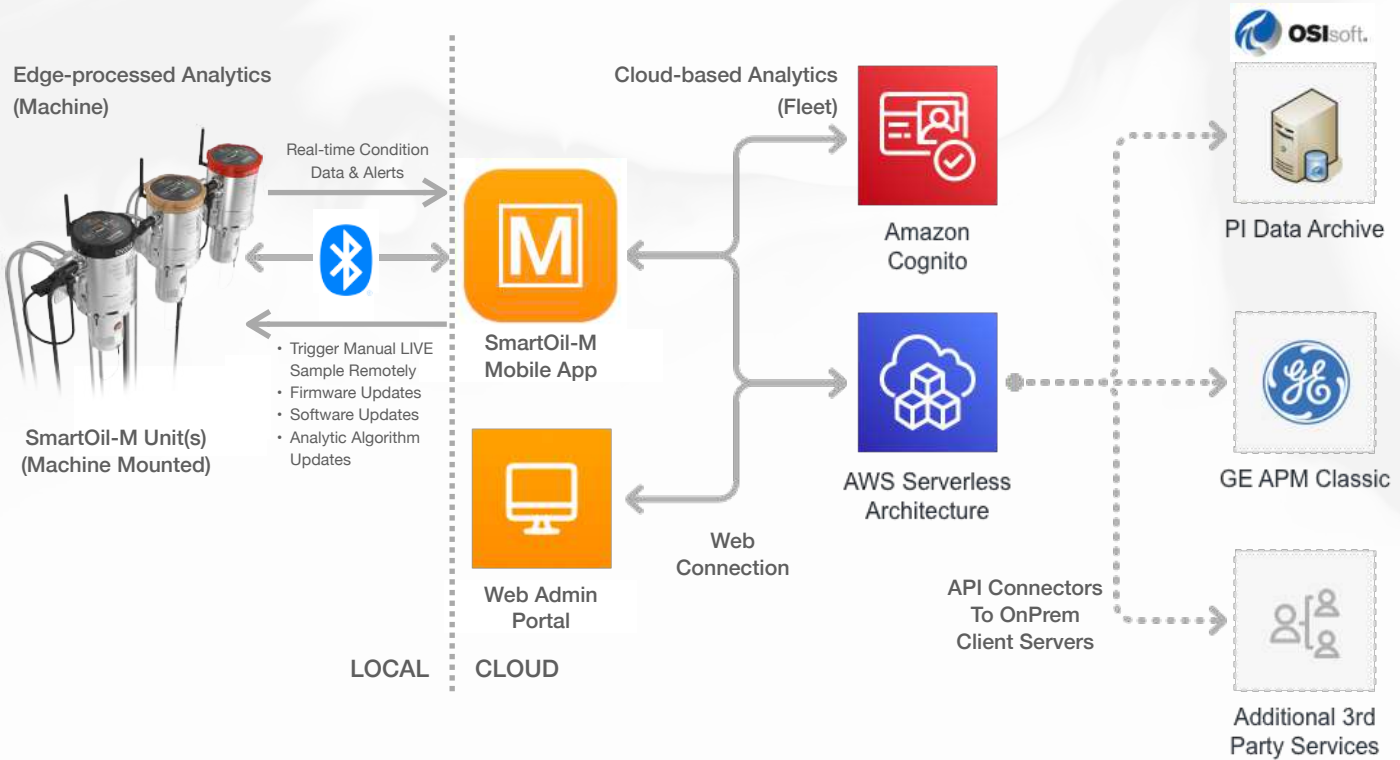 OSIsoft.
Edge-processed Analytics
(Machine)
Cloud-based Analytics
(Fleet)
Real-time Condition
Data & Alerts
M
Amazon
Cognito
PI Data Archive
SmartOil-M
Mobile App
• Trigger Manual LIVE
Sample Remotely
• Firmware Updates
• Software Updates
• Analytic Algorithm
Updates
SmartOil-M Unit(s)
(Machine Mounted)
GE
GE APM Classic
AWS Serverless
Architecture
Web
Connection
Web Admin
Portal
API Connectors
To OnPrem
Client Servers
LOCAL
CLOUD
Additional 3rd
Party Services